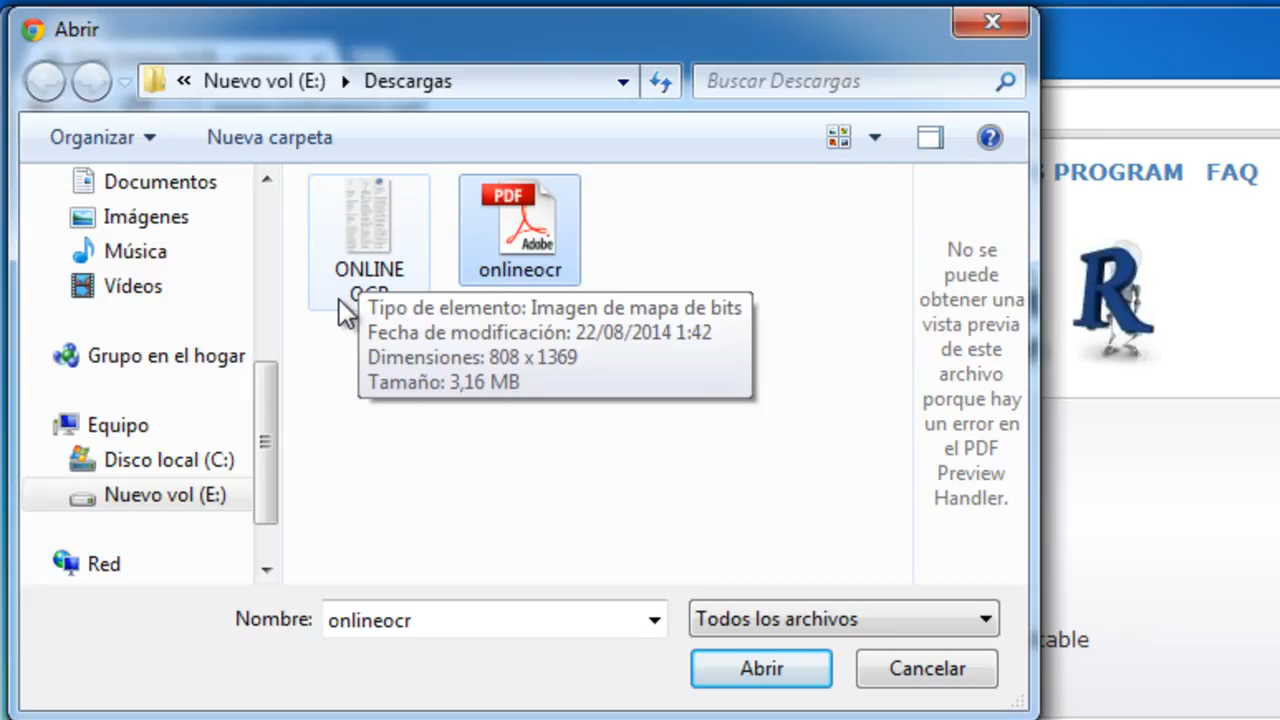 Abrir
« Nuevo vol (E:) Descargas
Buscar Descargas
Organizar
Nueva carpeta
Documentos
Imágenes
Música
Vídeos
Grupo en el hogar
Equipo
Disco local (C:)
Nuevo vol (E:)
Red
ONLINE
OCR
PDF
Adobe
onlineocr
Tipo de elemento: Imagen de mapa de bits
Fecha de modificación: 22/08/2014 1:42
Dimensiones: 808 x 1369
Tamaño: 3,16 MB
No se
puede
obtener una
vista previa
de este
archivo
porque hay
un error en
el PDF
Preview
Handler.
Nombre:
onlineocr
Todos los archivos
Abrir
Cancelar
PROGRAM
FAQ
R
table